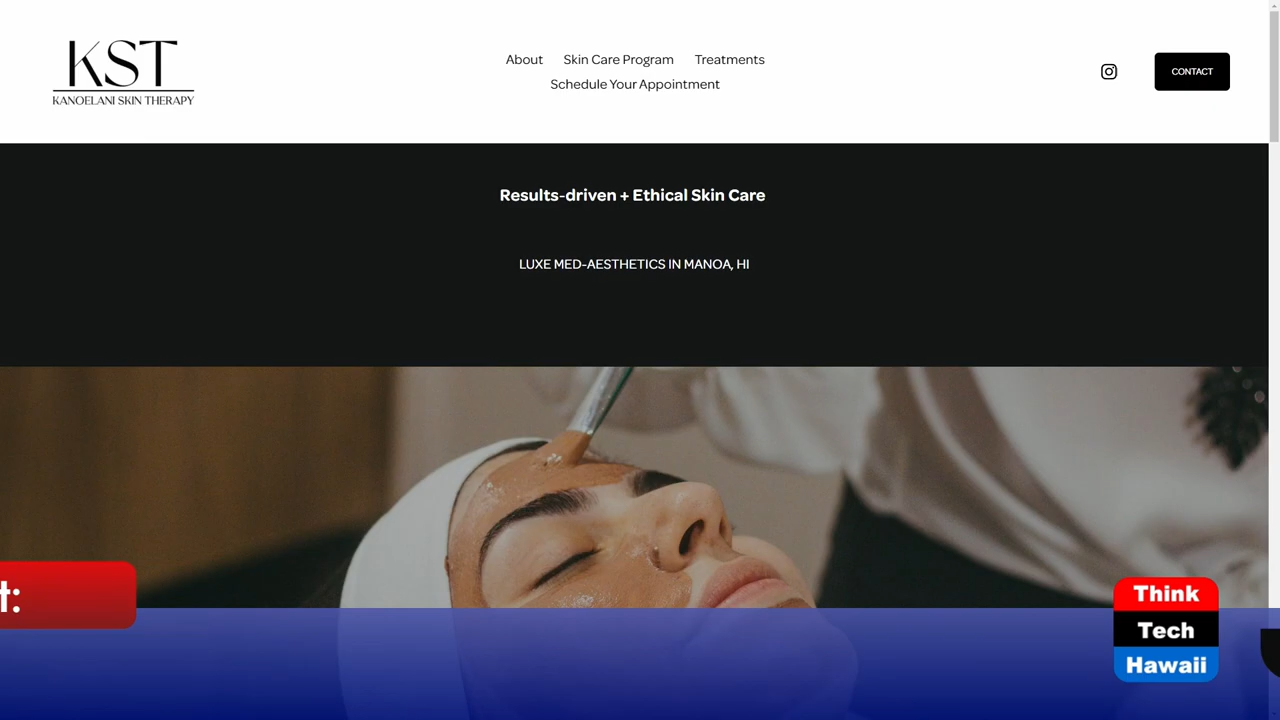 KST
KANOELANI SKIN THERAPY
About Skin Care Program Treatments
Schedule Your Appointment
CONTACT
Results-driven + Ethical Skin Care
LUXE MED-AESTHETICS IN MANOA, HI
t:
Think
Tech
Hawaii